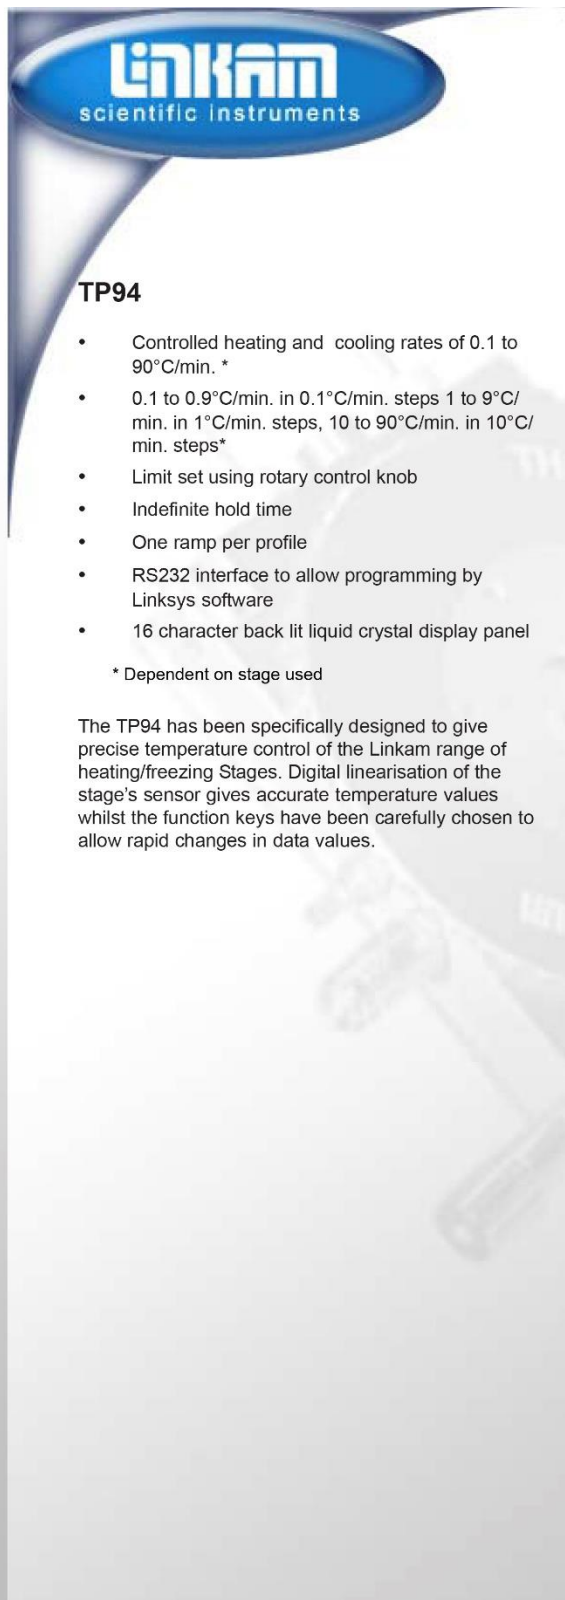 LINKAM
scientific instruments
TP94
• Controlled heating and cooling rates of 0.1 to
90°C/min. *
• 0.1 to 0.9°C/min. in 0.1°C/min. steps 1 to 9°C/
min. in 1°C/min. steps, 10 to 90°C/min. in 10°C/
min. steps*
• Limit set using rotary control knob
• Indefinite hold time
• One ramp per profile
• RS232 interface to allow programming by
Linksys software
• 16 character back lit liquid crystal display panel
* Dependent on stage used
The TP94 has been specifically designed to give
precise temperature control of the Linkam range of
heating/freezing Stages. Digital linearisation of the
stage's sensor gives accurate temperature values
whilst the function keys have been carefully chosen to
allow rapid changes in data values.